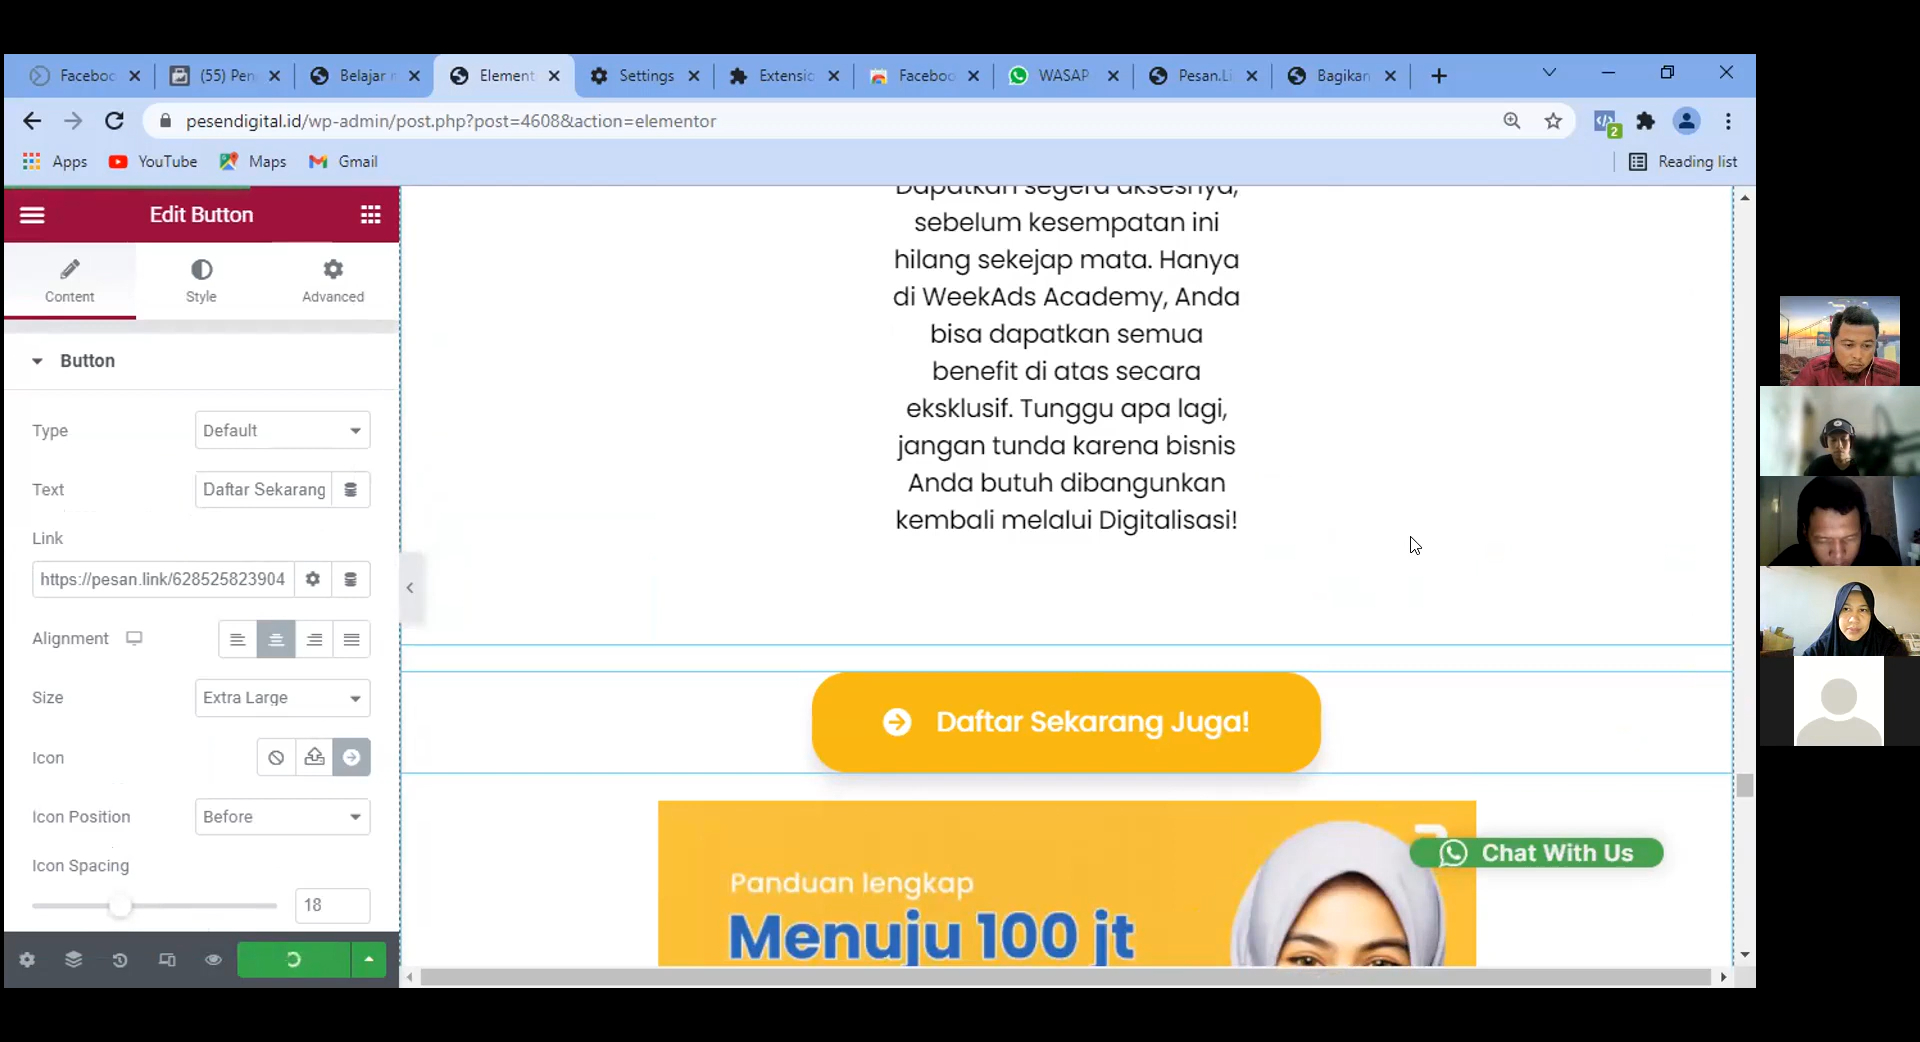 Faceboo
(55) Pen
Belajar
Element
Settings
Extensio
Faceboo
WASAP
Pesan.Li
Bagikan
pesendigital.id/wp-admin/post.php?post=4608&action=elementor
2
Apps
YouTube
Maps
Gmail
Reading list
Edit Button
Content
Style
Advanced
Button
Type
Default
Text
Daftar Sekarang
Link
https://pesan.link/628525823904
Alignment
Size
Extra Large
Icon
Icon Position
Before
Icon Spacing
18
Dapatkan segera aksesnya,
sebelum kesempatan ini
hilang sekejap mata. Hanya
di WeekAds Academy, Anda
bisa dapatkan semua
benefit di atas secara
eksklusif. Tunggu apa lagi,
jangan tunda karena bisnis
Anda butuh dibangunkan
kembali melalui Digitalisasi!
Daftar Sekarang Juga!
Panduan lengkap
Menuju 100 jt
Chat With Us